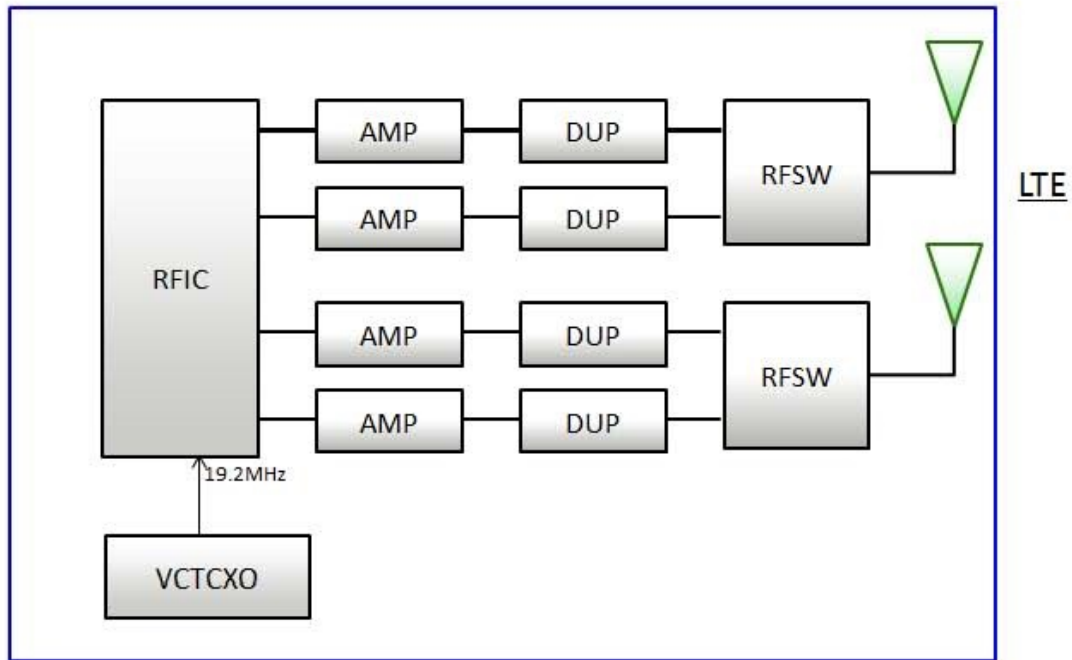 AMP
DUP
RFSW
LTE
AMP
DUP
RFIC
AMP
DUP
RFSW
AMP
DUP
19.2MHz
VCTCXO